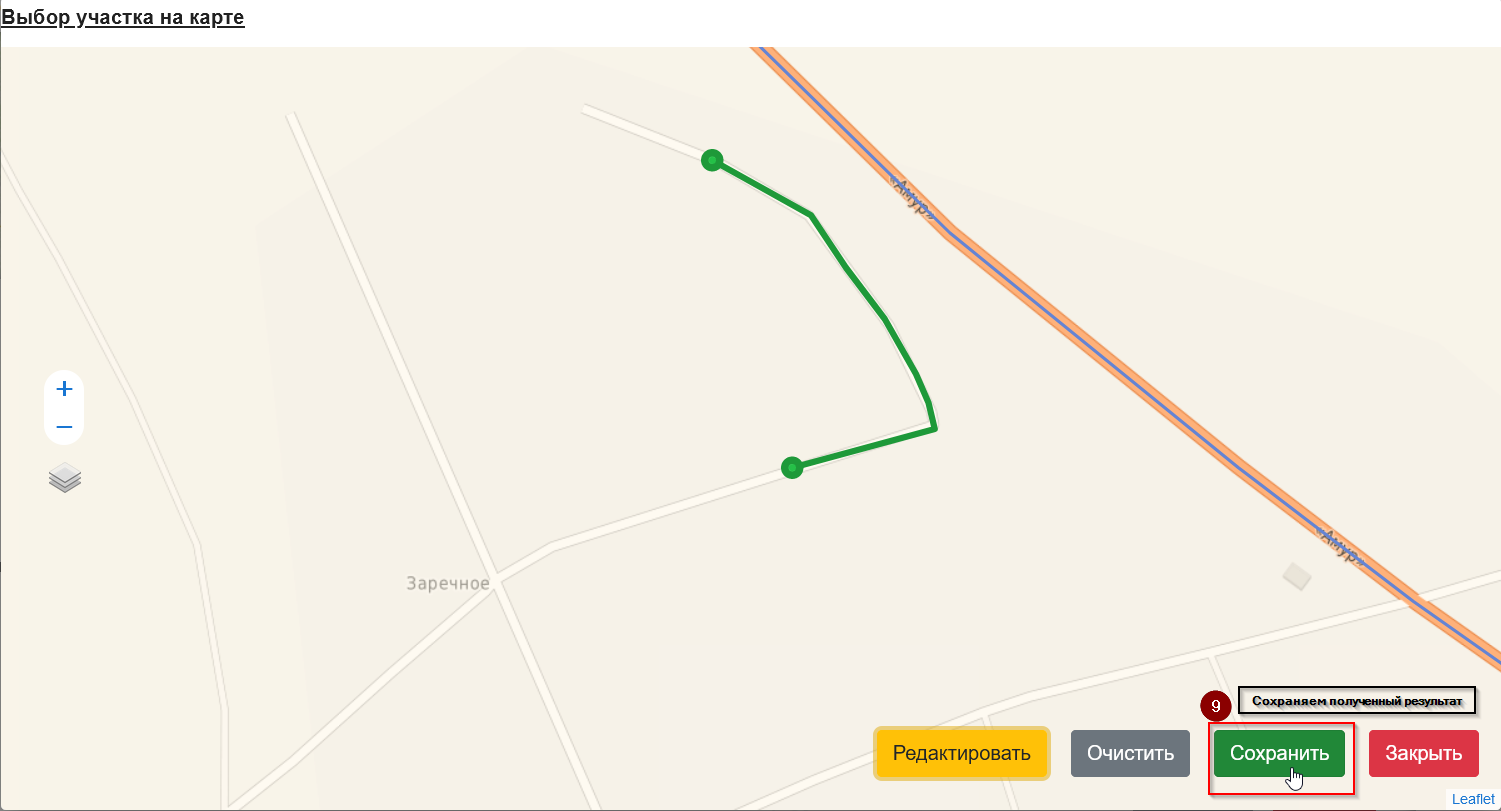 Выбор участка на карте
«Амур»
«Амур»
Заречное
9
Сохраняем полученный результат
Редактировать
Очистить
Сохранить
Закрыть
Leaflet